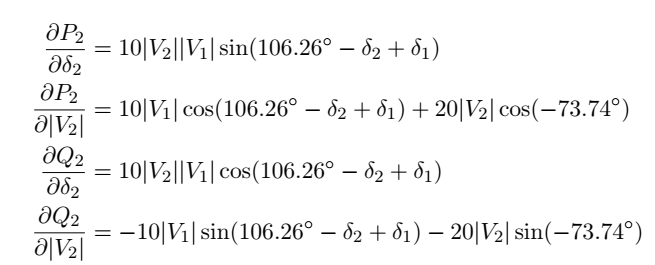 ∂P₂/∂δ₂ = 10|V₂||V₁| sin(106.26° − δ₂ + δ₁)
∂P₂/∂|V₂| = 10|V₁| cos(106.26° − δ₂ + δ₁) + 20|V₂| cos(−73.74°)
∂Q₂/∂δ₂ = 10|V₂||V₁| cos(106.26° − δ₂ + δ₁)
∂Q₂/∂|V₂| = −10|V₁| sin(106.26° − δ₂ + δ₁) − 20|V₂| sin(−73.74°)